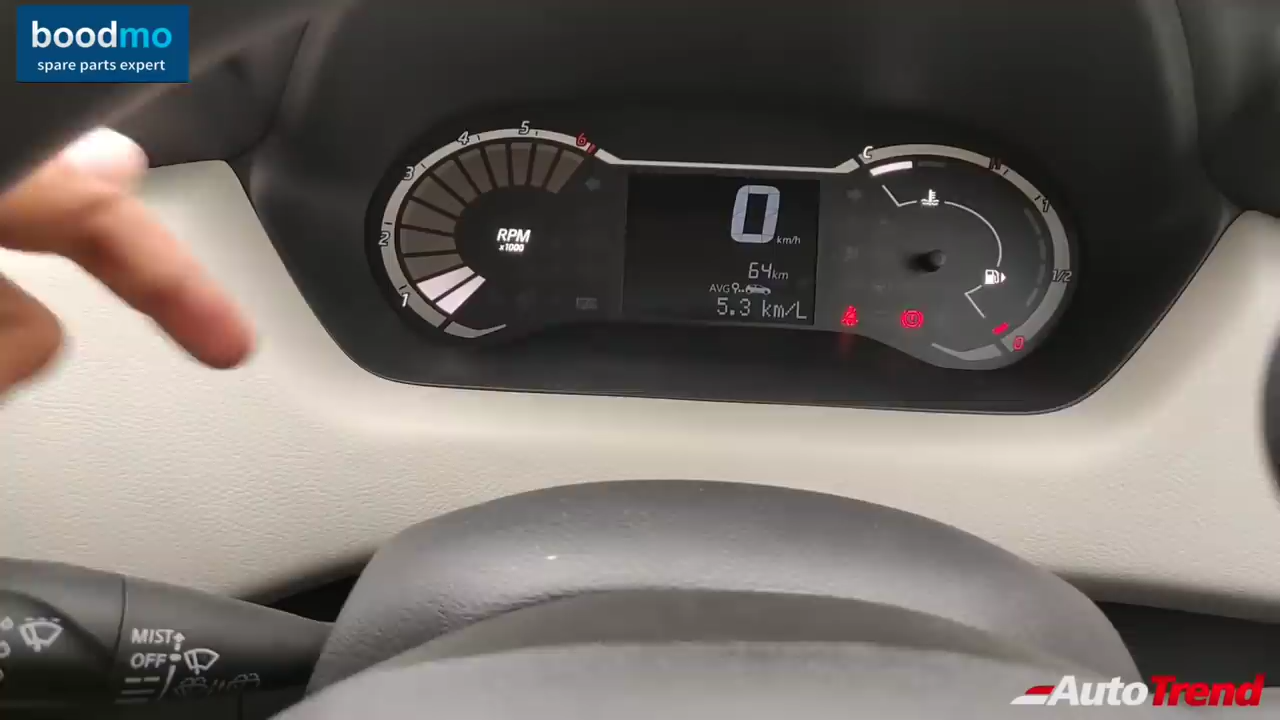 boodmo
spare parts expert
1
2
3
4
5
6
RPM
x1000
0
km/h
64km
AVG
5.3 km/L
C
H
1
1/2
0
MIST
OFF
AutoTrend